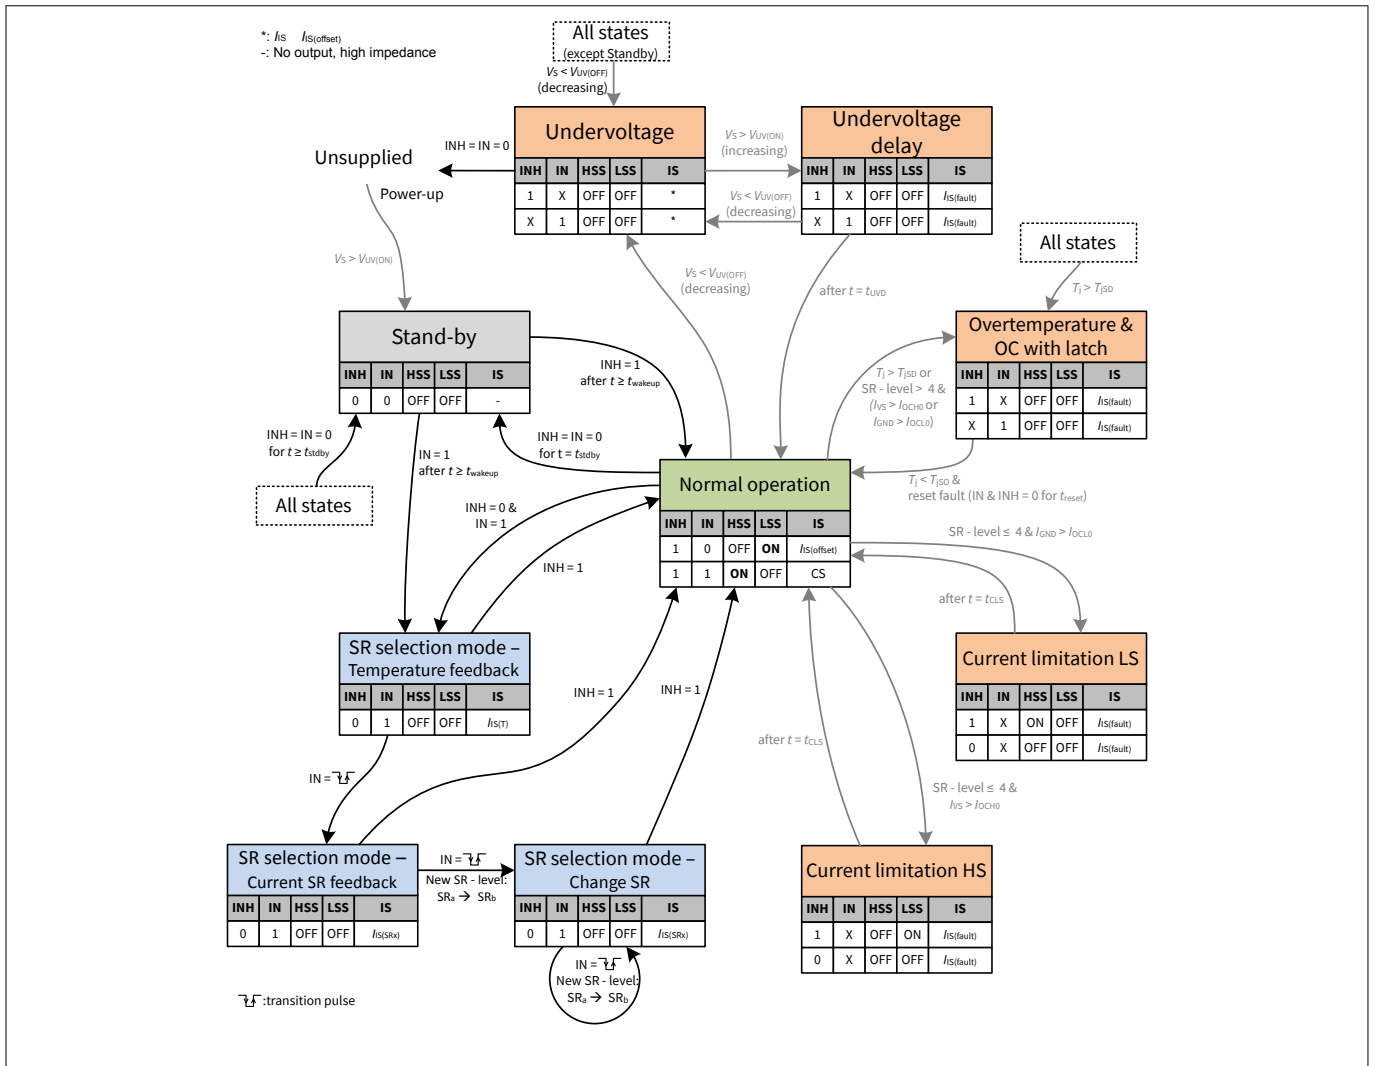 *: IIS IIS(offset)
-: No output, high impedance
All states
(except Standby)
VS < VUV(OFF)
(decreasing)
Undervoltage
INH IN HSS LSS IS
1 X OFF OFF *
X 1 OFF OFF *
VS > VUV(ON)
(increasing)
VS < VUV(OFF)
(decreasing)
Undervoltage
delay
INH IN HSS LSS IS
1 X OFF OFF IIS(fault)
X 1 OFF OFF IIS(fault)
INH = IN = 0
Unsupplied
Power-up
VS > VUV(ON)
VS < VUV(OFF)
(decreasing)
after t = tUVD
All states
Tj > TjSD
Stand-by
INH IN HSS LSS IS
0 0 OFF OFF -
INH = 1
after t ≥ twakeup
Overtemperature &
OC with latch
INH IN HSS LSS IS
1 X OFF OFF IIS(fault)
X 1 OFF OFF IIS(fault)
Tj > TjSD or
SR - level > 4 &
(IVS > IOCH0 or
IGND > IOCL0)
INH = IN = 0
for t ≥ tstdby
All states
IN = 1
after t ≥ twakeup
INH = IN = 0
for t = tstdby
Normal operation
INH IN HSS LSS IS
1 0 OFF ON IIS(offset)
1 1 ON OFF CS
Tj < TjSO &
reset fault (IN & INH = 0 for treset)
INH = 0 &
IN = 1
INH = 1
SR - level ≤ 4 & IGND > IOCL0
after t = tCLS
SR selection mode –
Temperature feedback
INH IN HSS LSS IS
0 1 OFF OFF IIS(T)
INH = 1
INH = 1
Current limitation LS
INH IN HSS LSS IS
1 X ON OFF IIS(fault)
0 X OFF OFF IIS(fault)
after t = tCLS
IN =
SR - level ≤ 4 &
IVS > IOCH0
SR selection mode –
Current SR feedback
INH IN HSS LSS IS
0 1 OFF OFF IIS(SRx)
IN =
New SR - level:
SRa → SRb
SR selection mode –
Change SR
INH IN HSS LSS IS
0 1 OFF OFF IIS(SRx)
IN =
New SR - level:
SRa → SRb
Current limitation HS
INH IN HSS LSS IS
1 X OFF ON IIS(fault)
0 X OFF OFF IIS(fault)
:transition pulse